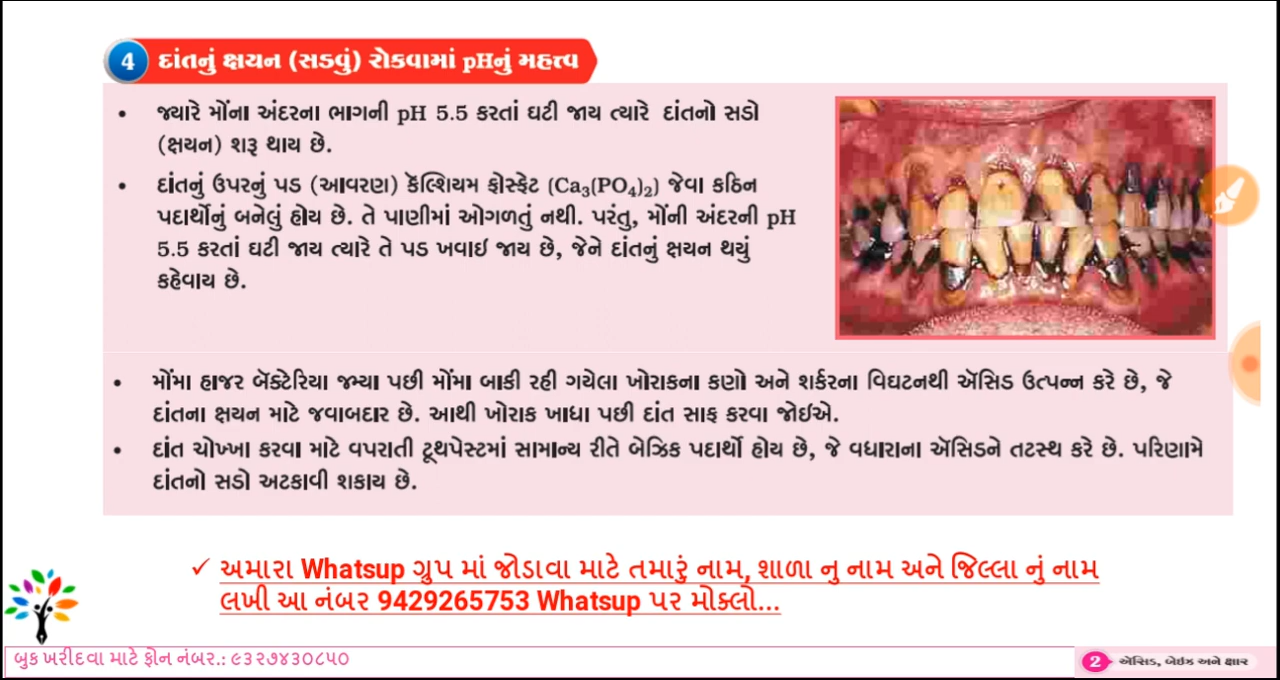 4 દાંતનું ક્ષયન (સડવું) રોકવામાં pHનું મહત્ત્વ
• જ્યારે મોંના અંદરના ભાગની pH 5.5 કરતાં ઘટી જાય ત્યારે દાંતનો સડો
(ક્ષયન) શરૂ થાય છે.
• દાંતનું ઉપરનું પડ (આવરણ) કૅલ્શિયમ ફોસ્ફેટ (Ca₃(PO₄)₂) જેવા કઠિન
પદાર્થોનું બનેલું હોય છે. તે પાણીમાં ઓગળતું નથી. પરંતુ, મોંની અંદરની pH
5.5 કરતાં ઘટી જાય ત્યારે તે પડ ખવાઇ જાય છે, જેને દાંતનું ક્ષયન થયું
કહેવાય છે.
• મોંમા હાજર બૅક્ટેરિયા જમ્યા પછી મોંમા બાકી રહી ગયેલા ખોરાકના કણો અને શર્કરના વિઘટનથી ઍસિડ ઉત્પન્ન કરે છે, જે
દાંતના ક્ષયન માટે જવાબદાર છે. આથી ખોરાક ખાધા પછી દાંત સાફ કરવા જોઈએ.
• દાંત ચોખ્ખા કરવા માટે વપરાતી ટૂથપેસ્ટમાં સામાન્ય રીતે બેઝિક પદાર્થો હોય છે, જે વધારાના ઍસિડને તટસ્થ કરે છે. પરિણામે
દાંતનો સડો અટકાવી શકાય છે.
✓ અમારા Whatsup ગ્રુપ માં જોડાવા માટે તમારું નામ, શાળા નુ નામ અને જિલ્લા નું નામ
લખી આ નંબર 9429265753 Whatsup પર મોકલો...
બુક ખરીદવા માટે ફોન નંબર.: ૯૩૨૭૪૩૦૮૫૦
2 ઍસિડ, બેઇઝ અને ક્ષાર